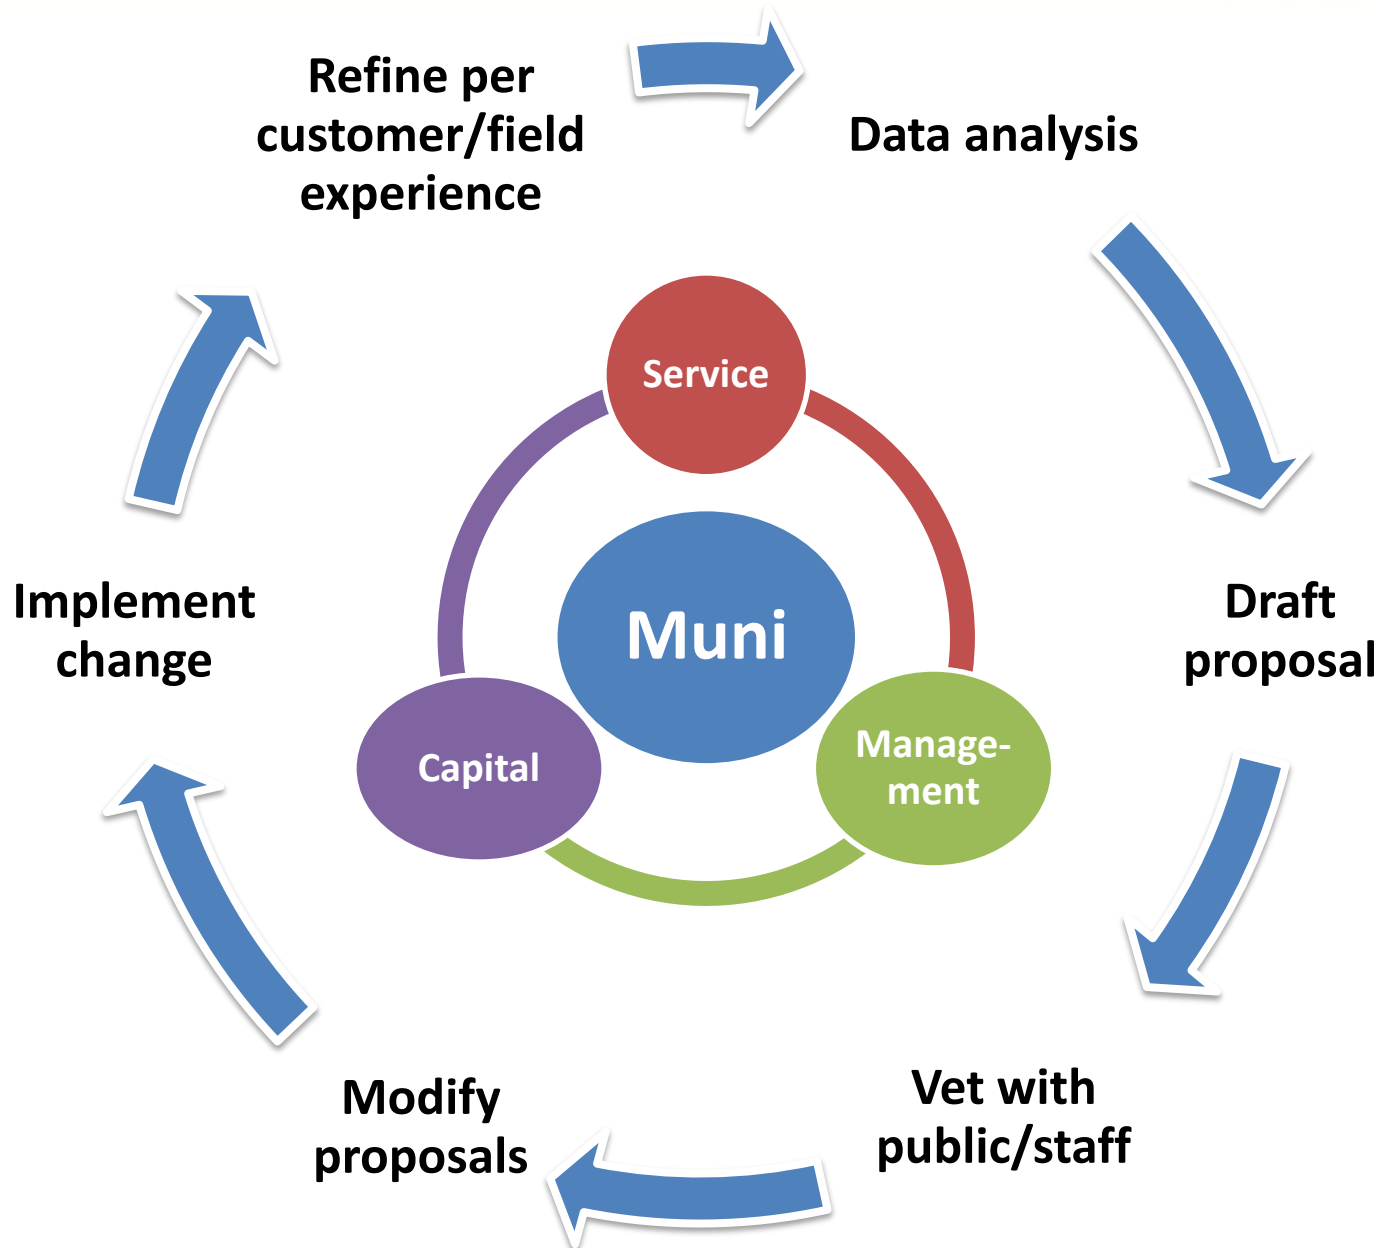 Refine per
customer/field
experience
Data analysis
Service
Muni
Implement
change
Draft
proposal
Capital
Manage-
ment
Modify
proposals
Vet with
public/staff